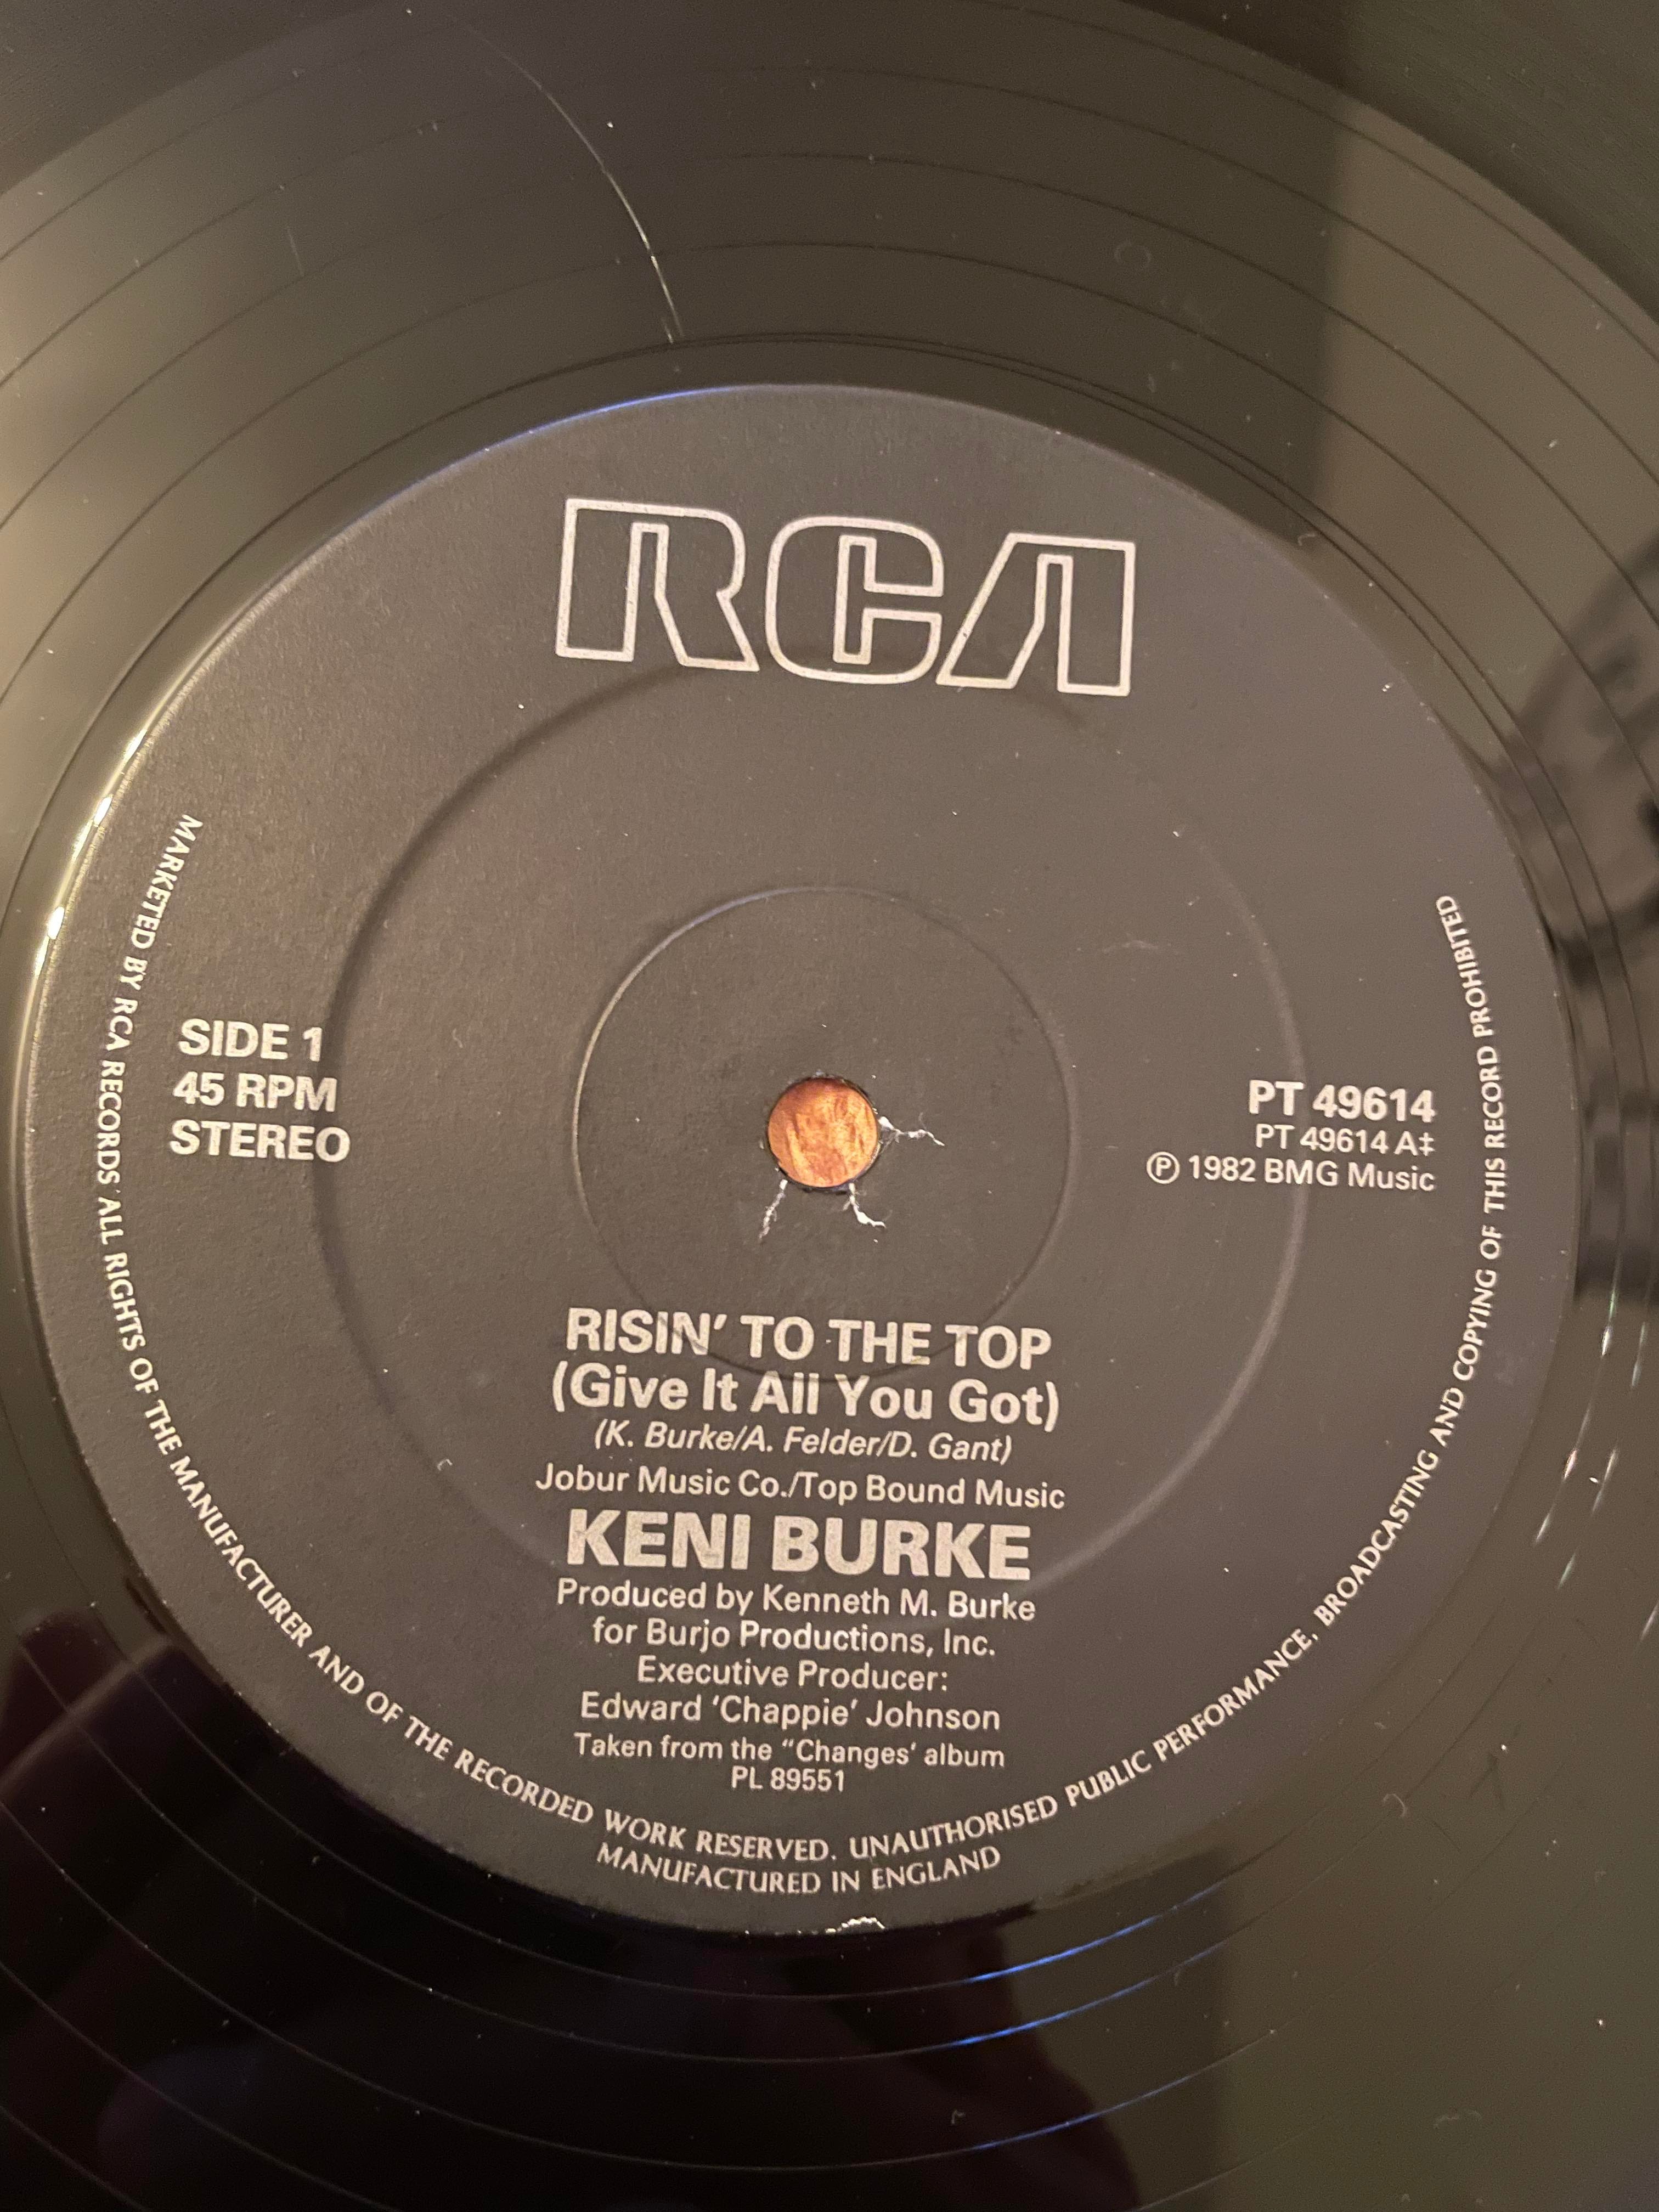 RCA
SIDE 1
45 RPM
STEREO
PT 49614
PT 49614 A‡
℗ 1982 BMG Music
RISIN' TO THE TOP
(Give It All You Got)
(K. Burke/A. Felder/D. Gant)
Jobur Music Co./Top Bound Music
KENI BURKE
Produced by Kenneth M. Burke
for Burjo Productions, Inc.
Executive Producer:
Edward 'Chappie' Johnson
Taken from the "Changes' album
PL 89551
MARKETED BY RCA RECORDS ALL RIGHTS OF THE MANUFACTURER AND OF THE RECORDED WORK RESERVED. UNAUTHORISED PUBLIC PERFORMANCE, BROADCASTING AND COPYING OF THIS RECORD PROHIBITED
MANUFACTURED IN ENGLAND